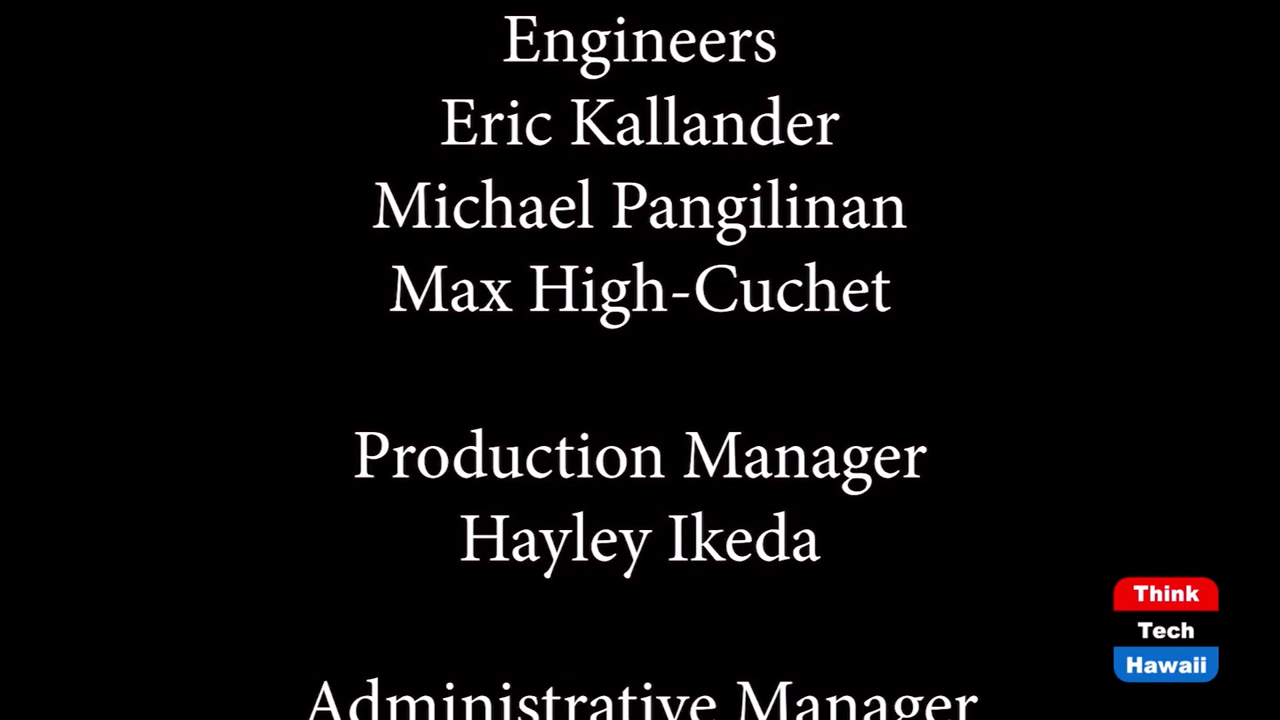 Engineers
Eric Kallander
Michael Pangilinan
Max High-Cuchet
Production Manager
Hayley Ikeda
Administrative Manager
Think
Tech
Hawaii